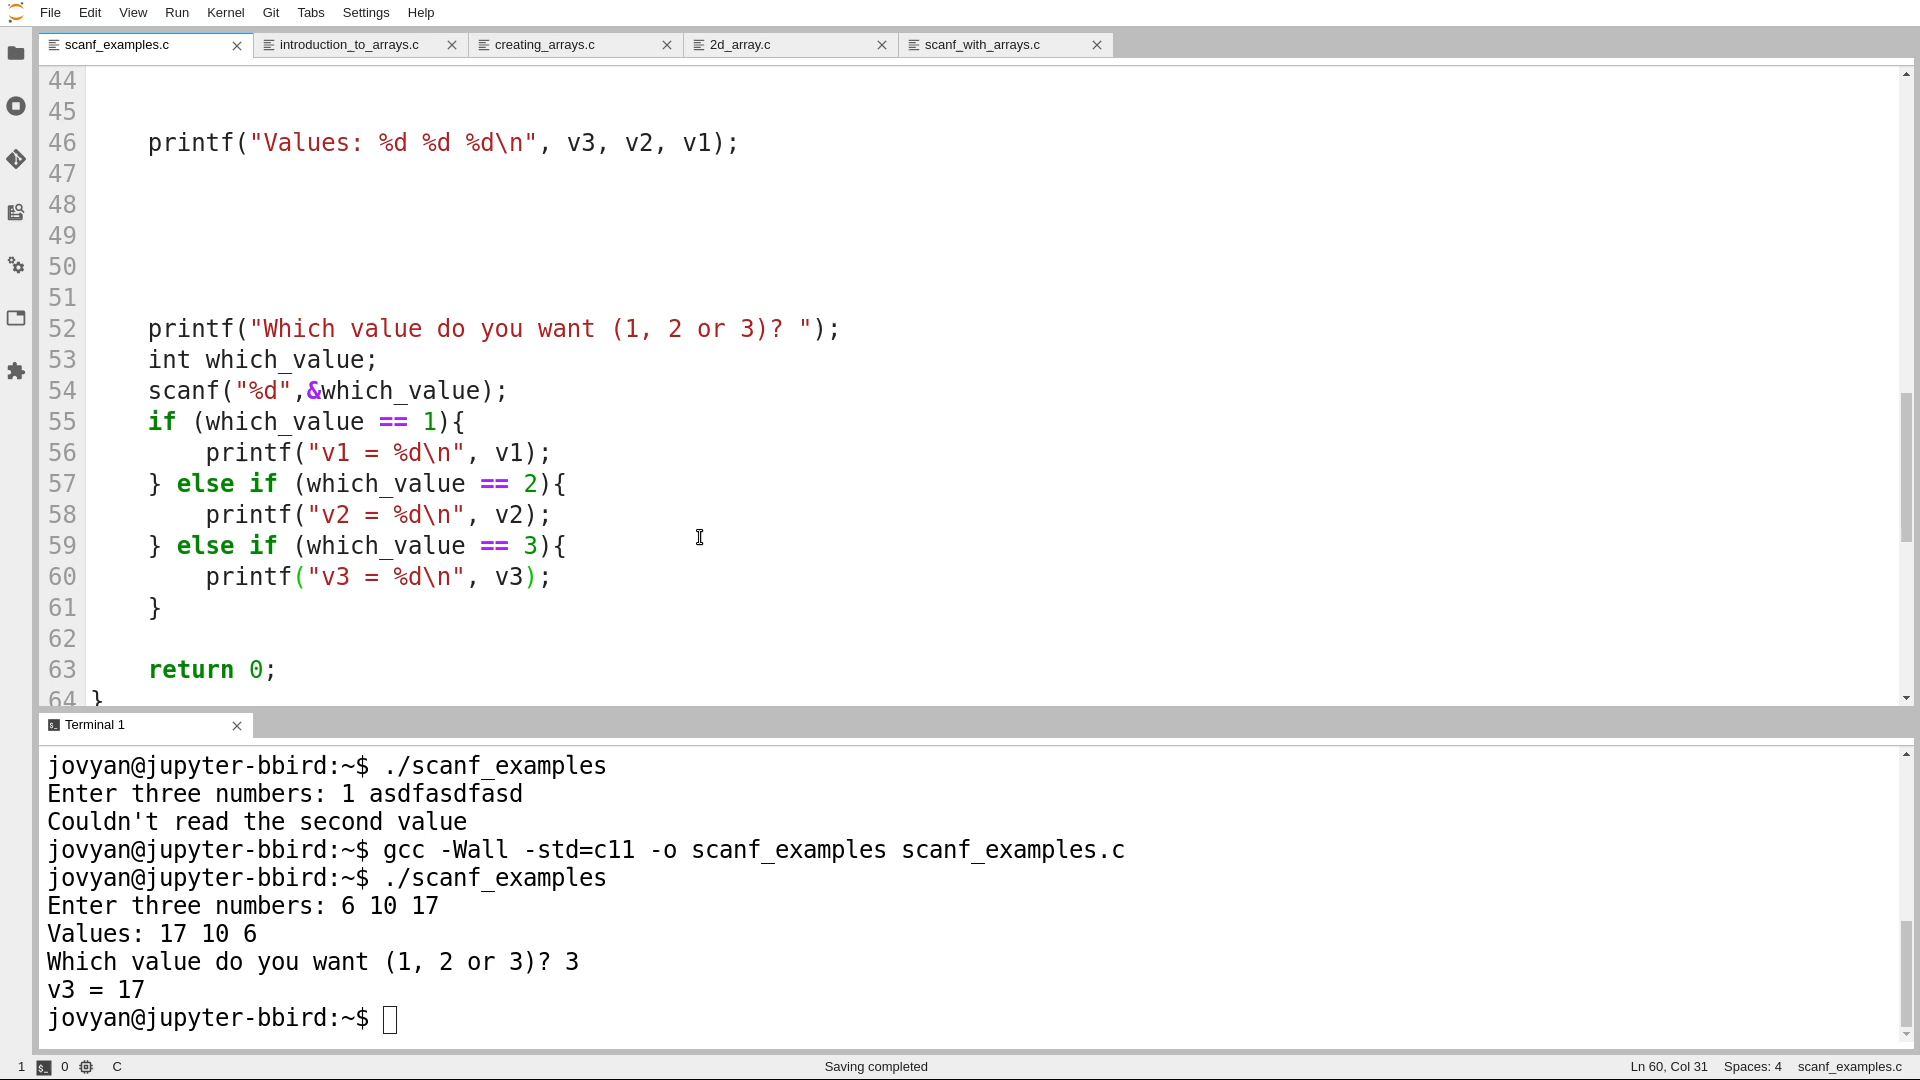 File Edit View Run Kernel Git Tabs Settings Help
scanf_examples.c introduction_to_arrays.c creating_arrays.c 2d_array.c scanf_with_arrays.c
44
45
46     printf("Values: %d %d %d\n", v3, v2, v1);
47
48
49
50
51
52     printf("Which value do you want (1, 2 or 3)? ");
53     int which_value;
54     scanf("%d",&which_value);
55     if (which_value == 1){
56         printf("v1 = %d\n", v1);
57     } else if (which_value == 2){
58         printf("v2 = %d\n", v2);
59     } else if (which_value == 3){
60         printf("v3 = %d\n", v3);
61     }
62
63     return 0;
64 }
Terminal 1
jovyan@jupyter-bbird:~$ ./scanf_examples
Enter three numbers: 1 asdfasdfasd
Couldn't read the second value
jovyan@jupyter-bbird:~$ gcc -Wall -std=c11 -o scanf_examples scanf_examples.c
jovyan@jupyter-bbird:~$ ./scanf_examples
Enter three numbers: 6 10 17
Values: 17 10 6
Which value do you want (1, 2 or 3)? 3
v3 = 17
jovyan@jupyter-bbird:~$
1 0 C Saving completed Ln 60, Col 31 Spaces: 4 scanf_examples.c